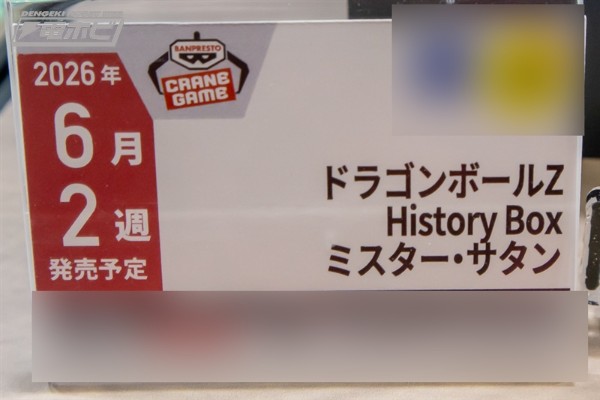 DENGEKI
電ホビ
BANPRESTO
CRANE
GAME
2026年
6月
2週
発売予定
ドラゴンボールZ
History Box
ミスター・サタン